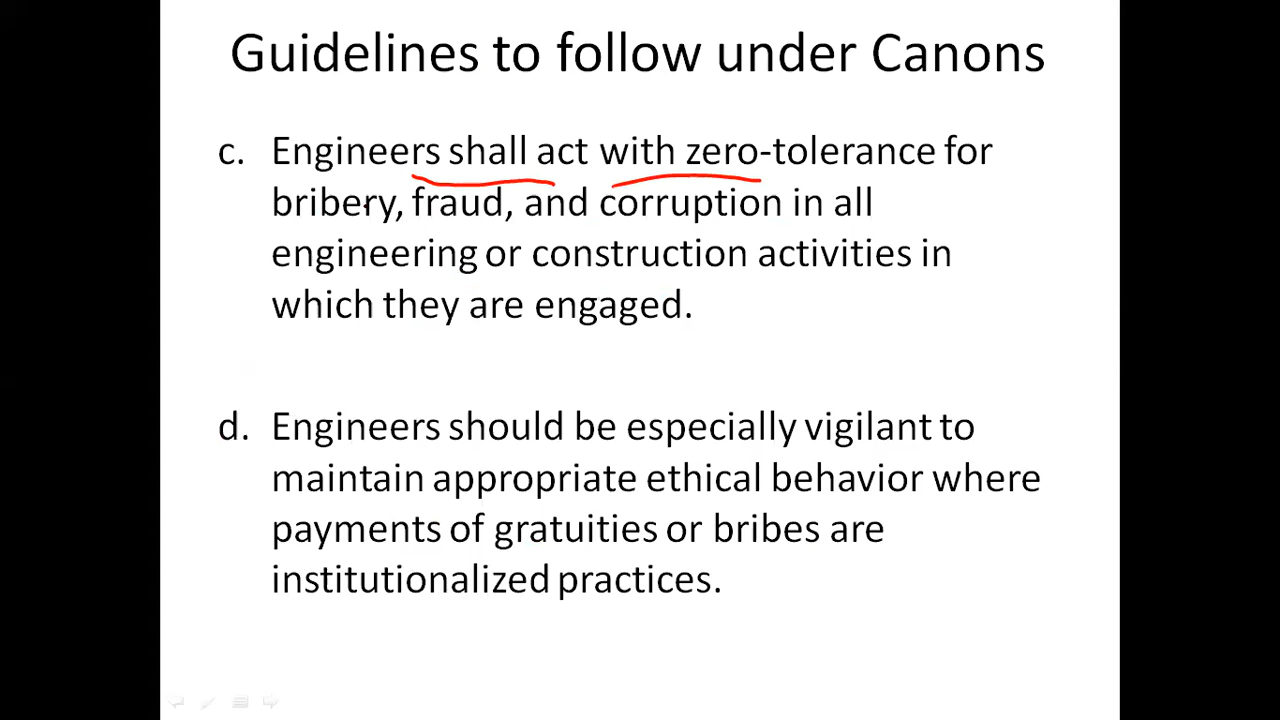 Guidelines to follow under Canons
c. Engineers shall act with zero-tolerance for
bribery, fraud, and corruption in all
engineering or construction activities in
which they are engaged.
d. Engineers should be especially vigilant to
maintain appropriate ethical behavior where
payments of gratuities or bribes are
institutionalized practices.